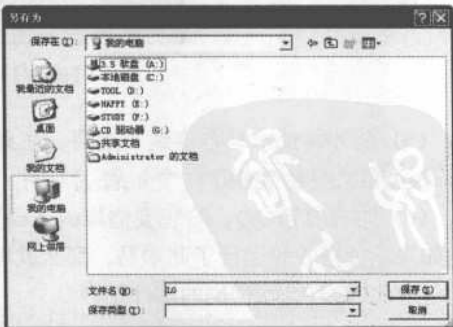 另存为
保存在(I):
我的电脑
3.5 软盘 (A:)
本地磁盘 (C:)
TOOL (D:)
HAPPY (E:)
STUDY (F:)
CD 驱动器 (G:)
共享文档
Administrator 的文档
我最近的文档
桌面
我的文档
我的电脑
网上邻居
文件名(N):
保存(S)
保存类型(T):
取消